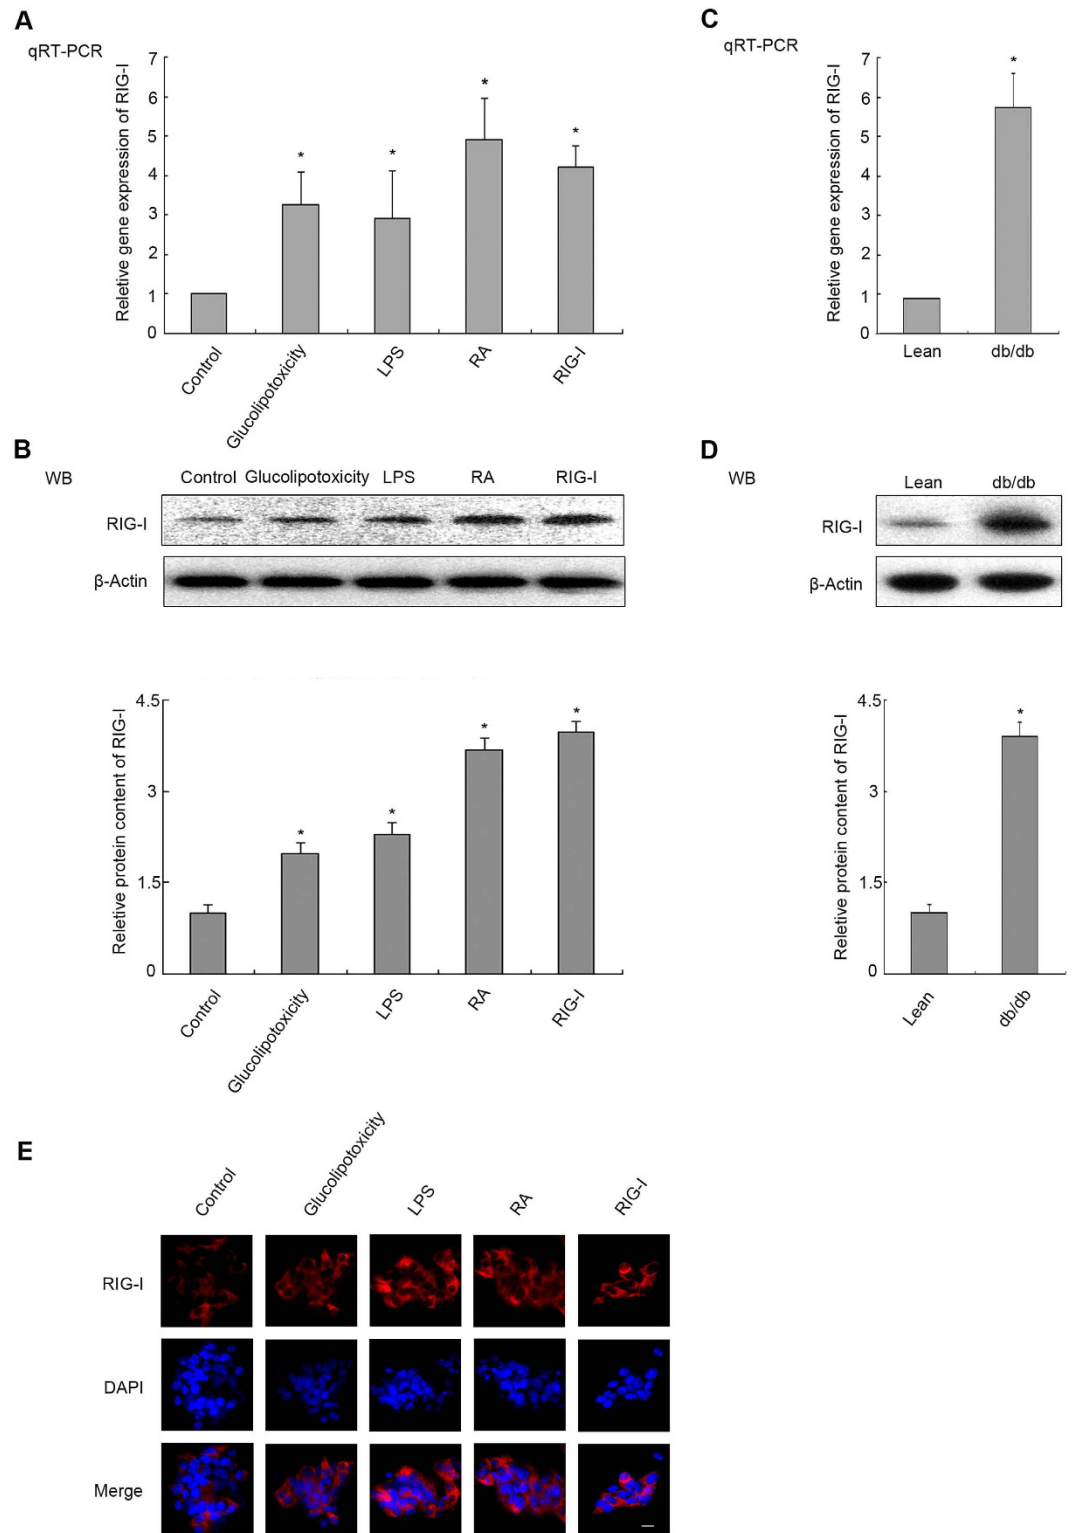 A
qRT-PCR
Reletive gene expression of RIG-I
7
6
5
4
3
2
1
0
*
*
*
*
Control
Glucolipotoxicity
LPS
RA
RIG-I
C
qRT-PCR
Reletive gene expression of RIG-I
7
6
5
4
3
2
1
0
*
Lean
db/db
B
WB
Control Glucolipotoxicity LPS RA RIG-I
RIG-I
β-Actin
Reletive protein content of RIG-I
4.5
3
1.5
0
*
*
*
*
Control
Glucolipotoxicity
LPS
RA
RIG-I
D
WB
Lean db/db
RIG-I
β-Actin
Reletive protein content of RIG-I
4.5
3
1.5
0
*
Lean
db/db
E
Control
Glucolipotoxicity
LPS
RA
RIG-I
RIG-I
DAPI
Merge